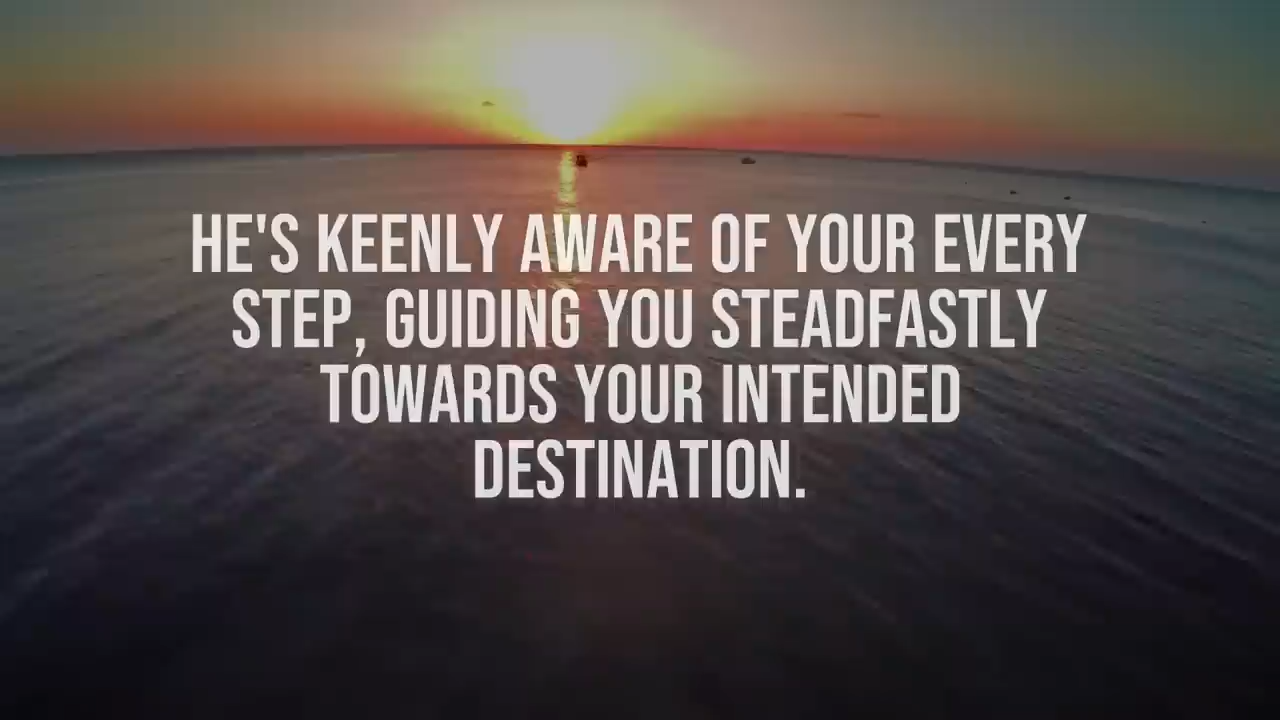 HE'S KEENLY AWARE OF YOUR EVERY
STEP, GUIDING YOU STEADFASTLY
TOWARDS YOUR INTENDED
DESTINATION.